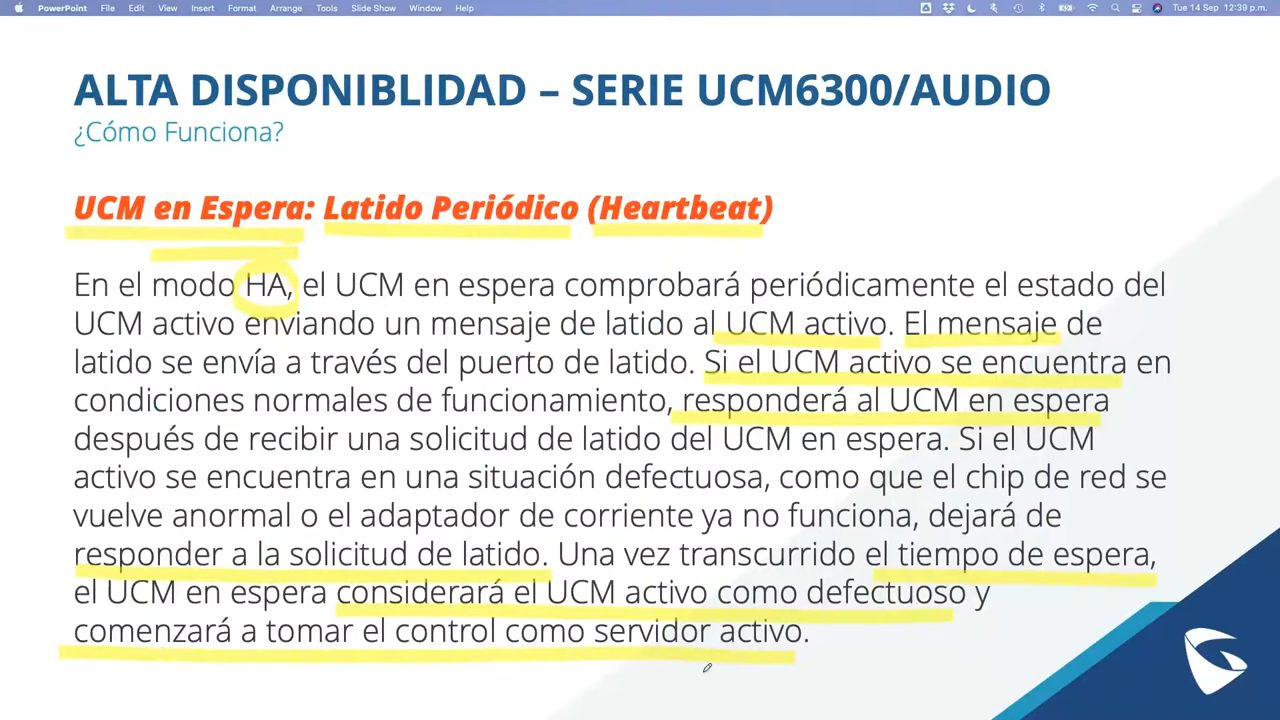 PowerPoint File Edit View Insert Format Arrange Tools Slide Show Window Help Tue 14 Sep 12:39 p.m.
ALTA DISPONIBLIDAD – SERIE UCM6300/AUDIO
¿Cómo Funciona?
UCM en Espera: Latido Periódico (Heartbeat)
En el modo HA, el UCM en espera comprobará periódicamente el estado del
UCM activo enviando un mensaje de latido al UCM activo. El mensaje de
latido se envía a través del puerto de latido. Si el UCM activo se encuentra en
condiciones normales de funcionamiento, responderá al UCM en espera
después de recibir una solicitud de latido del UCM en espera. Si el UCM
activo se encuentra en una situación defectuosa, como que el chip de red se
vuelve anormal o el adaptador de corriente ya no funciona, dejará de
responder a la solicitud de latido. Una vez transcurrido el tiempo de espera,
el UCM en espera considerará el UCM activo como defectuoso y
comenzará a tomar el control como servidor activo.